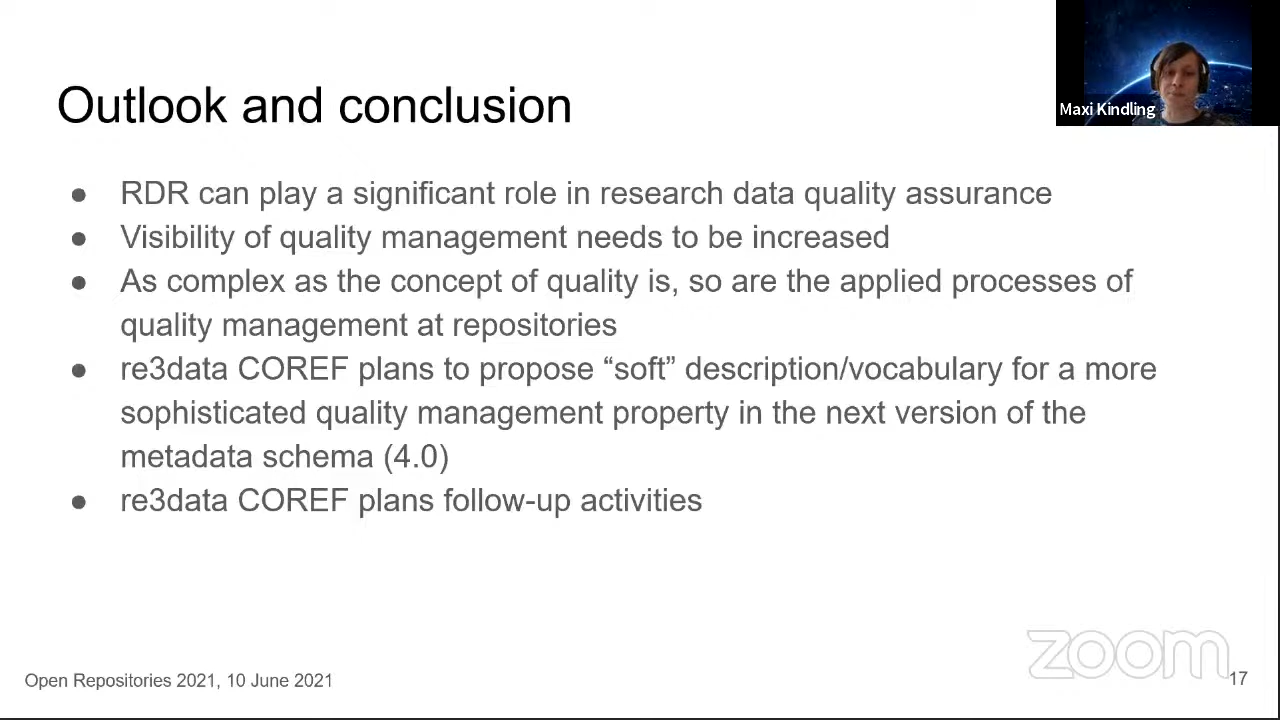 Maxi Kindling
Outlook and conclusion
● RDR can play a significant role in research data quality assurance
● Visibility of quality management needs to be increased
● As complex as the concept of quality is, so are the applied processes of
quality management at repositories
● re3data COREF plans to propose “soft” description/vocabulary for a more
sophisticated quality management property in the next version of the
metadata schema (4.0)
● re3data COREF plans follow-up activities
zoom
Open Repositories 2021, 10 June 2021
17